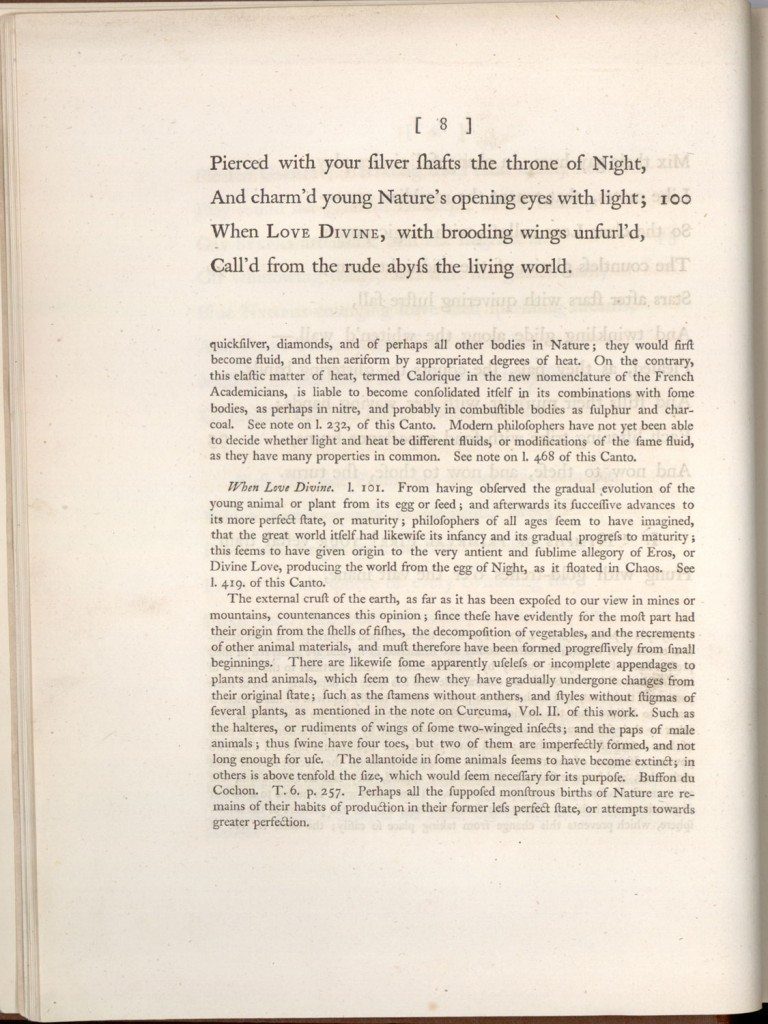 [ 8 ]
Pierced with your ſilver ſhafts the throne of Night,
And charm'd young Nature's opening eyes with light; 100
When LOVE DIVINE, with brooding wings unfurl'd,
Call'd from the rude abyſs the living world.
quickſilver, diamonds, and of perhaps all other bodies in Nature; they would firſt
become fluid, and then aeriform by appropriated degrees of heat. On the contrary,
this elaſtic matter of heat, termed Calorique in the new nomenclature of the French
Academicians, is liable to become conſolidated itſelf in its combinations with ſome
bodies, as perhaps in nitre, and probably in combuſtible bodies as ſulphur and char-
coal. See note on l. 232, of this Canto. Modern philoſophers have not yet been able
to decide whether light and heat be different fluids, or modifications of the ſame fluid,
as they have many properties in common. See note on l. 468 of this Canto.
When Love Divine. l. 101. From having obſerved the gradual evolution of the
young animal or plant from its egg or ſeed; and afterwards its ſucceſſive advances to
its more perfect ſtate, or maturity; philoſophers of all ages ſeem to have imagined,
that the great world itſelf had likewiſe its infancy and its gradual progreſs to maturity;
this ſeems to have given origin to the very antient and ſublime allegory of Eros, or
Divine Love, producing the world from the egg of Night, as it floated in Chaos. See
l. 419. of this Canto.
The external cruſt of the earth, as far as it has been expoſed to our view in mines or
mountains, countenances this opinion; ſince theſe have evidently for the moſt part had
their origin from the ſhells of fiſhes, the decompoſition of vegetables, and the recrements
of other animal materials, and muſt therefore have been formed progreſſively from ſmall
beginnings. There are likewiſe ſome apparently uſeleſs or incomplete appendages to
plants and animals, which ſeem to ſhew they have gradually undergone changes from
their original ſtate; ſuch as the ſtamens without anthers, and ſtyles without ſtigmas of
ſeveral plants, as mentioned in the note on Curcuma, Vol. II. of this work. Such as
the halteres, or rudiments of wings of ſome two-winged inſects; and the paps of male
animals; thus ſwine have four toes, but two of them are imperfectly formed, and not
long enough for uſe. The allantoide in ſome animals ſeems to have become extinct; in
others is above tenfold the ſize, which would ſeem neceſſary for its purpoſe. Buffon du
Cochon. T. 6. p. 257. Perhaps all the ſuppoſed monſtrous births of Nature are re-
mains of their habits of production in their former leſs perfect ſtate, or attempts towards
greater perfection.